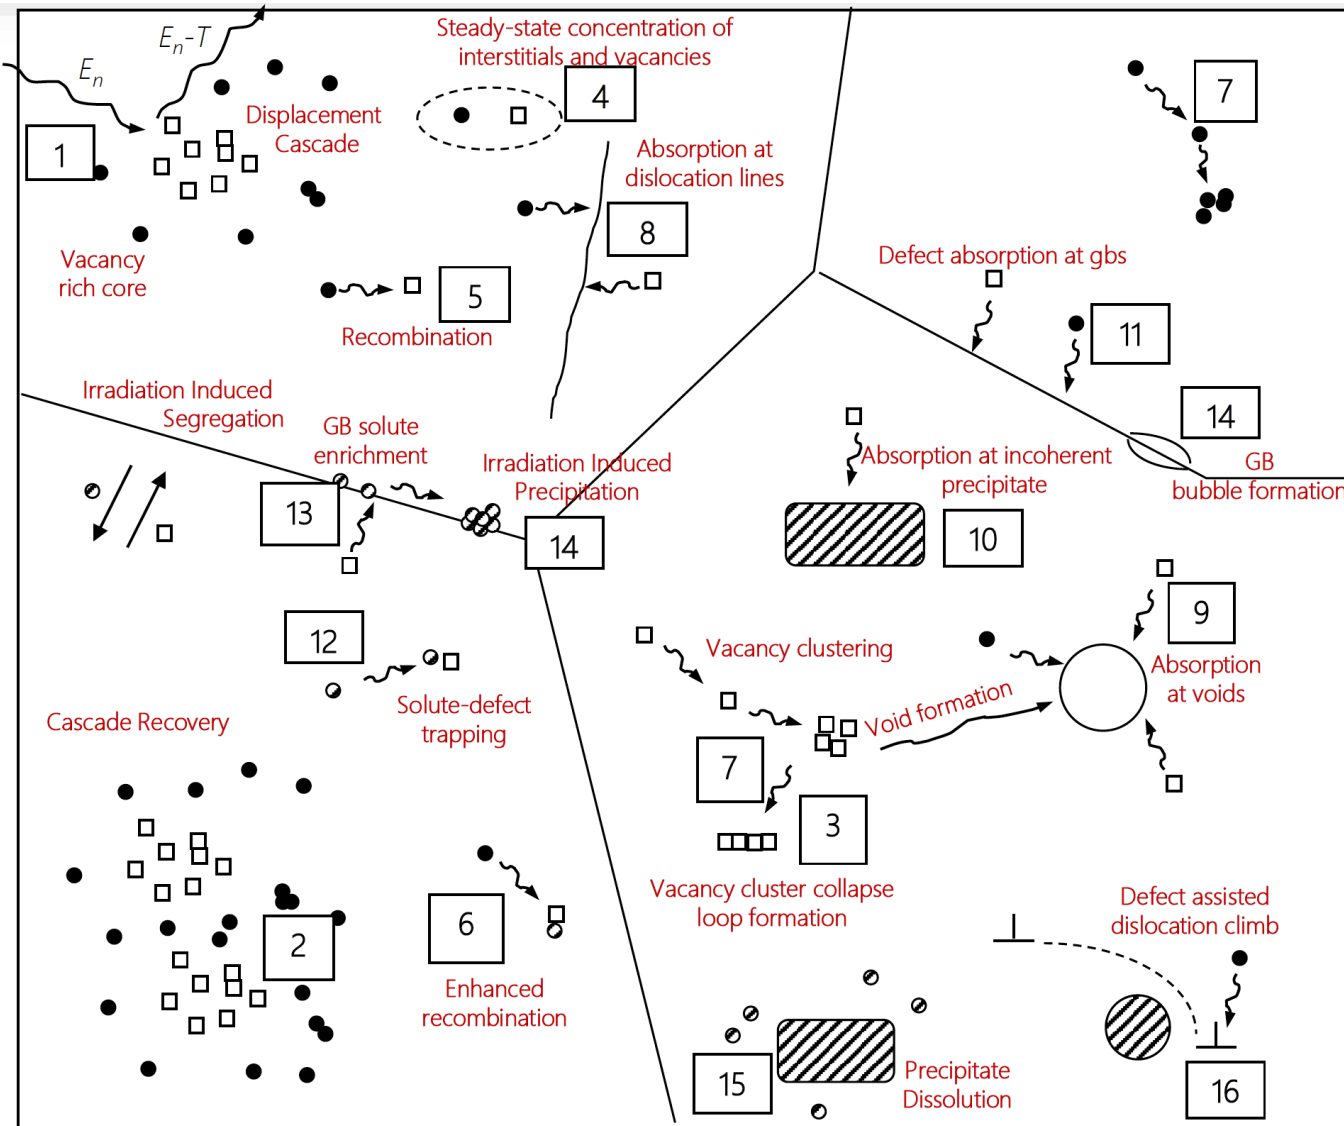 Eₙ-T
Eₙ
1
Displacement
Cascade
Vacancy
rich core
Steady-state concentration of
interstitials and vacancies
4
Absorption at
dislocation lines
8
5
Recombination
7
Defect absorption at gbs
11
14
GB
bubble formation
Irradiation Induced
Segregation
GB solute
enrichment
13
Irradiation Induced
Precipitation
14
Absorption at incoherent
precipitate
10
9
Absorption
at voids
12
Solute-defect
trapping
Vacancy clustering
Void formation
7
3
Vacancy cluster collapse
loop formation
Cascade Recovery
2
6
Enhanced
recombination
15
Precipitate
Dissolution
Defect assisted
dislocation climb
16